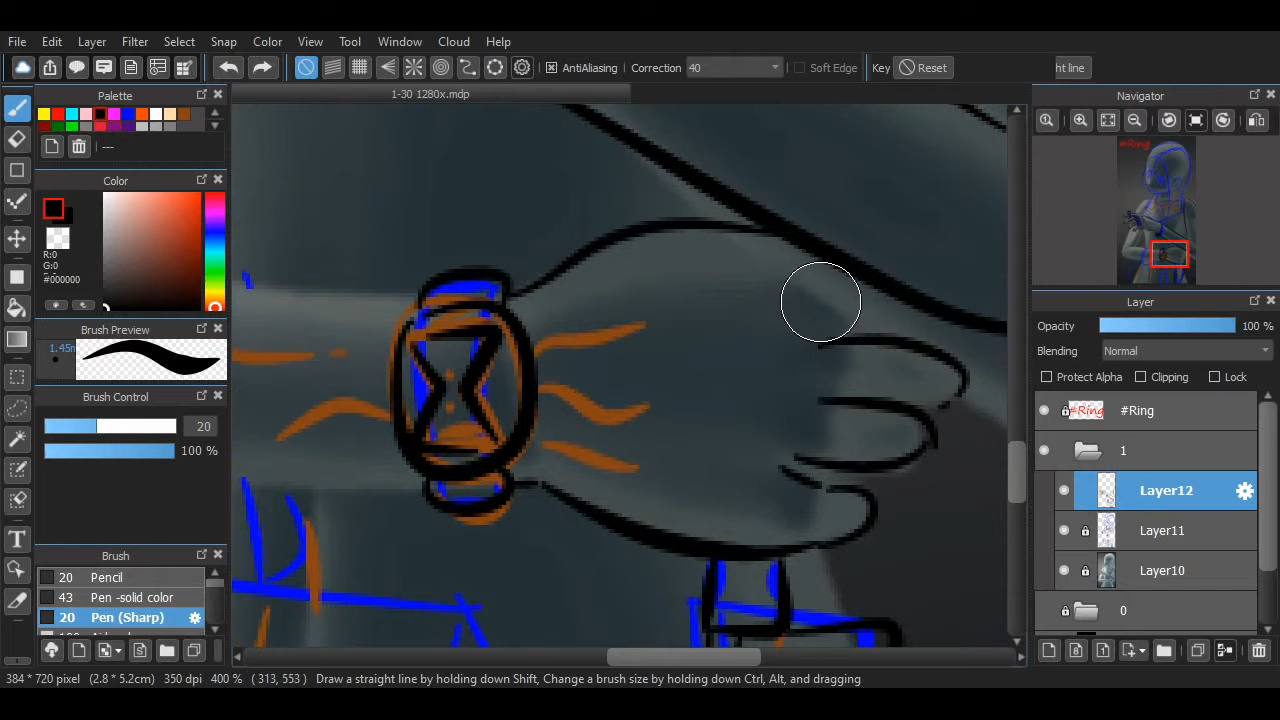 File Edit Layer Filter Select Snap Color View Tool Window Cloud Help
AntiAliasing Correction 40 Soft Edge Key Reset ht line
Palette
1-30 1280x.mdp
Navigator
---
Color
R:0
G:0
#000000
#Ring
Brush Preview
Layer
1.45
Opacity 100 %
Blending Normal
Protect Alpha Clipping Lock
Brush Control
20
100 %
#Ring #Ring
1
Layer12
Layer11
Layer10
0
Brush
20 Pencil
43 Pen -solid color
20 Pen (Sharp)
T
384 * 720 pixel (2.8 * 5.2cm) 350 dpi 400 % ( 313, 553 ) Draw a straight line by holding down Shift, Change a brush size by holding down Ctrl, Alt, and dragging